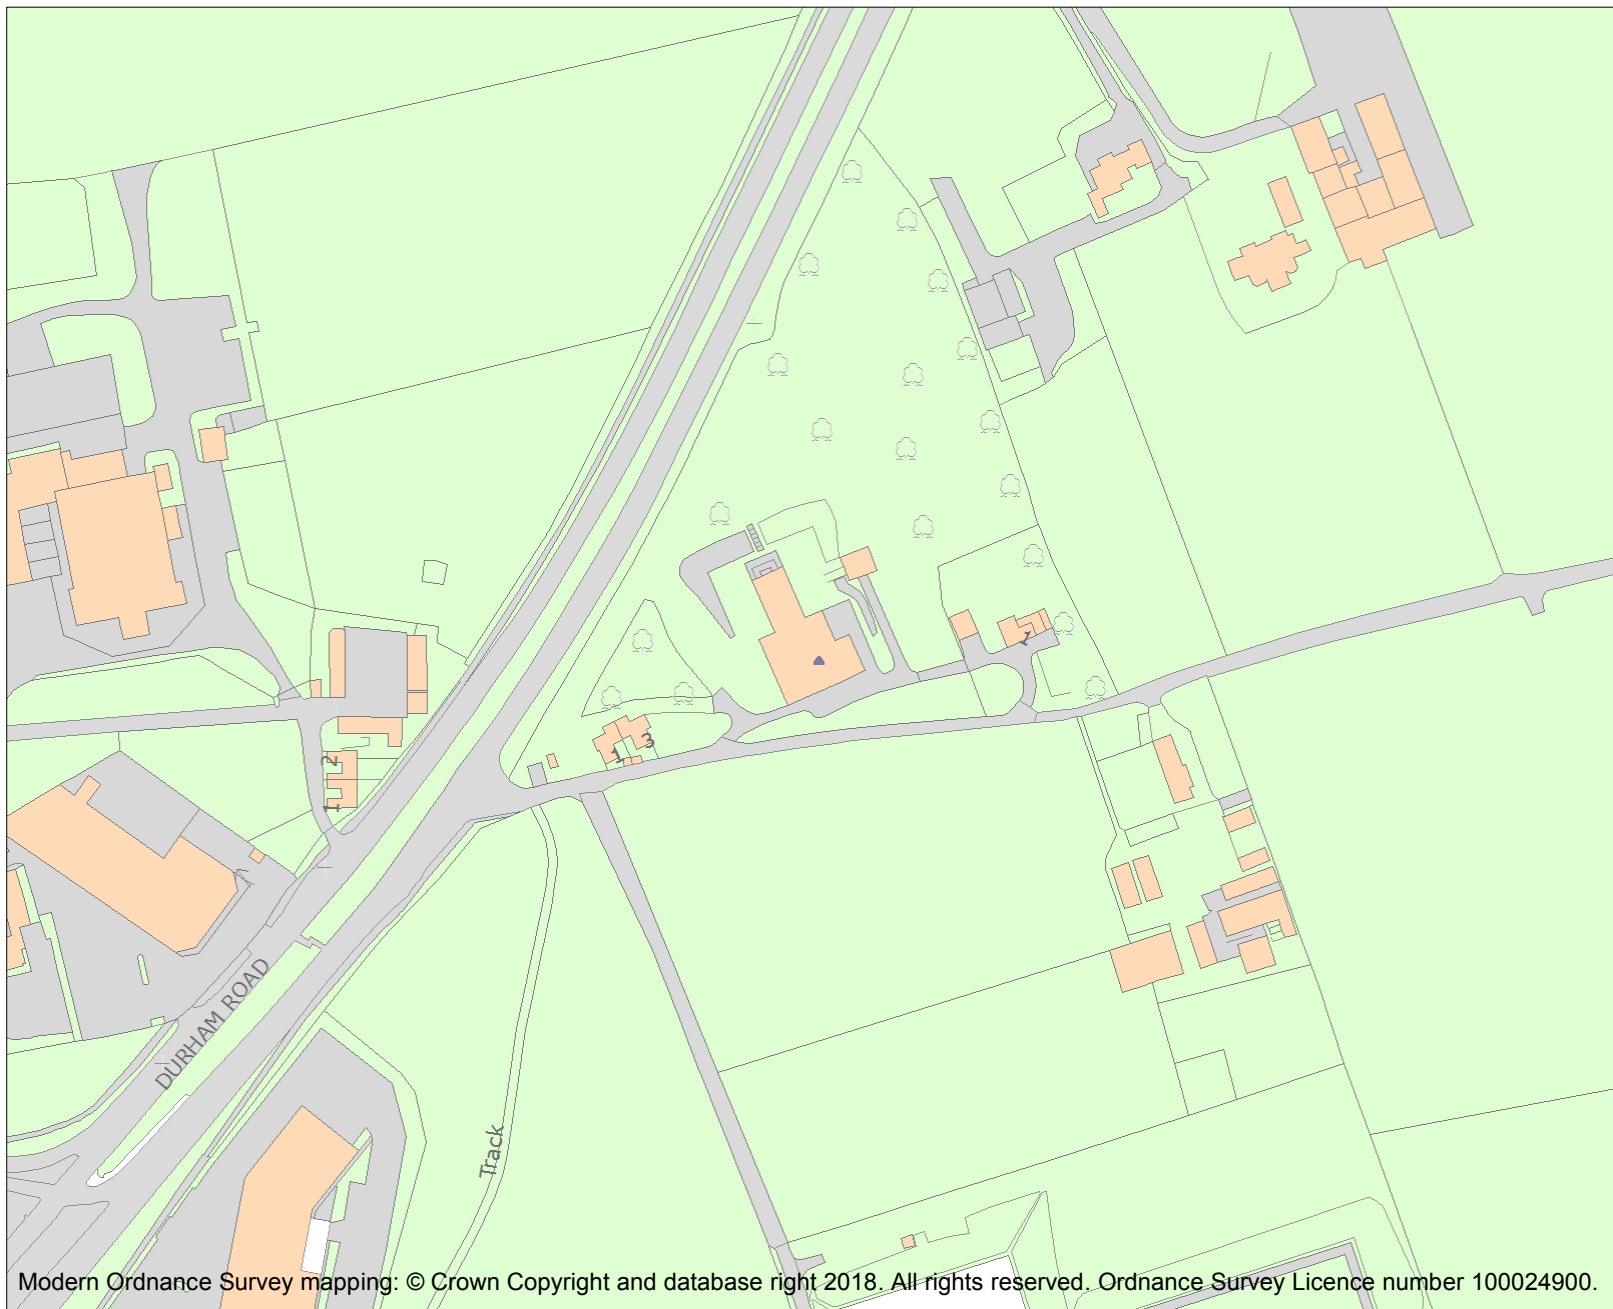 1
3
1
2
1
DURHAM ROAD
Track
Modern Ordnance Survey mapping: © Crown Copyright and database right 2018. All rights reserved. Ordnance Survey Licence number 100024900.